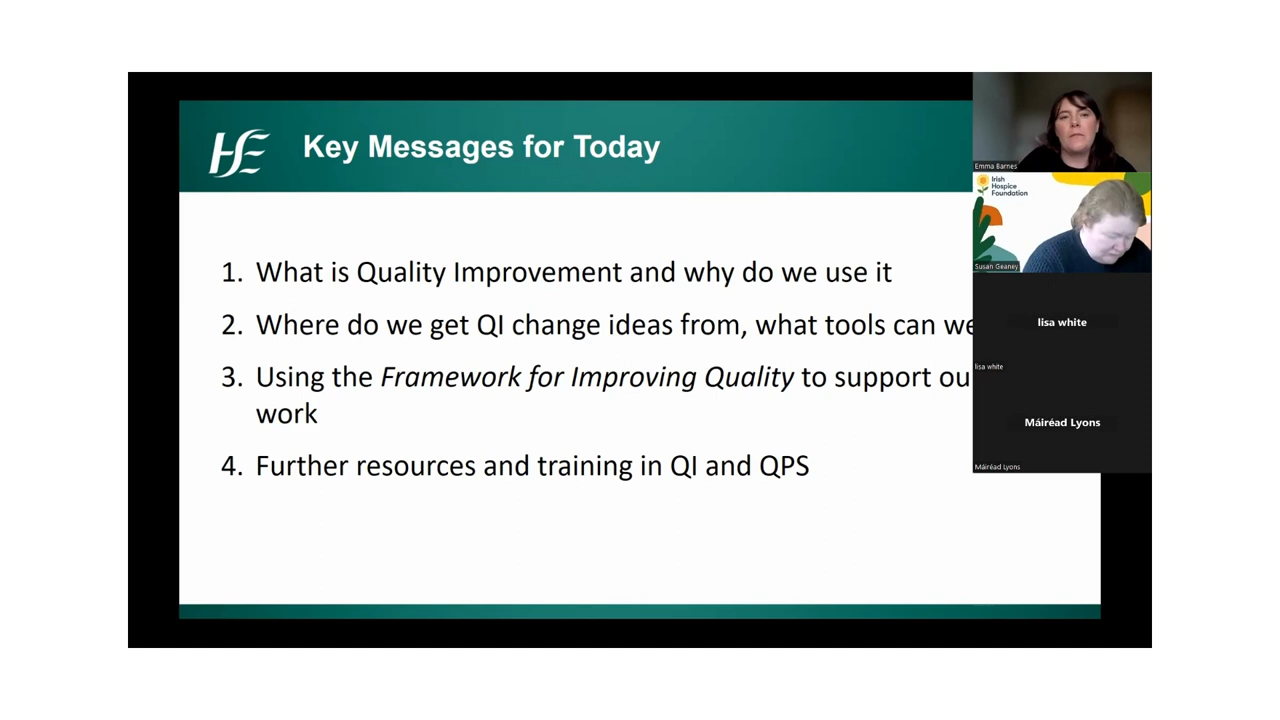 HSE
Key Messages for Today
1. What is Quality Improvement and why do we use it
2. Where do we get QI change ideas from, what tools can we
3. Using the Framework for Improving Quality to support ou
work
4. Further resources and training in QI and QPS
Emma Barnes
Irish
Hospice
Foundation
Susan Geaney
lisa white
lisa white
Máiréad Lyons
Máiréad Lyons